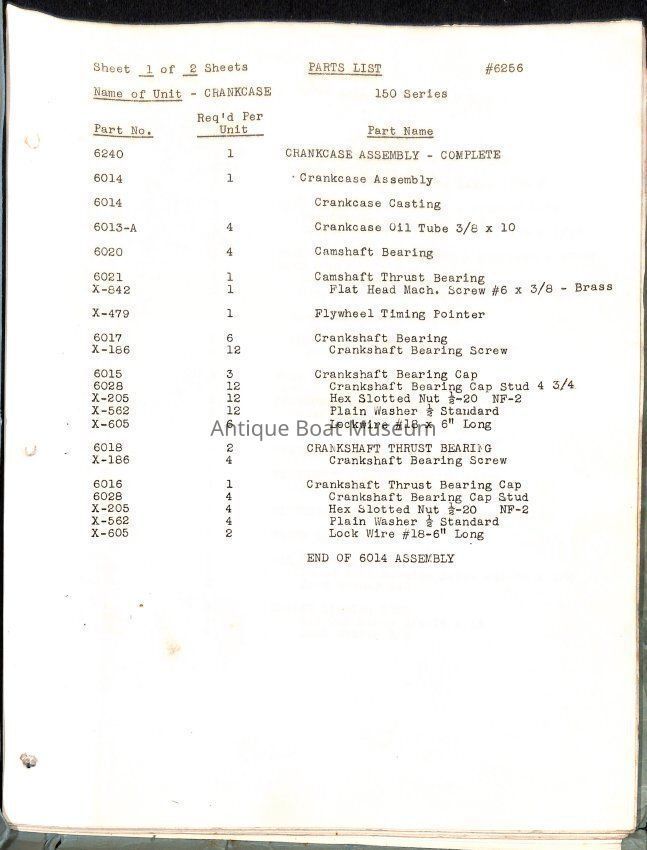 Sheet 1 of 2 Sheets PARTS LIST #6256
Name of Unit - CRANKCASE 150 Series
Req'd Per
Part No. Unit Part Name
6240 1 CRANKCASE ASSEMBLY - COMPLETE
6014 1 Crankcase Assembly
6014 Crankcase Casting
6013-A 4 Crankcase Oil Tube 3/8 x 10
6020 4 Camshaft Bearing
6021 1 Camshaft Thrust Bearing
X-842 1 Flat Head Mach. Screw #6 x 3/8 - Brass
X-479 1 Flywheel Timing Pointer
6017 6 Crankshaft Bearing
X-186 12 Crankshaft Bearing Screw
6015 3 Crankshaft Bearing Cap
6028 12 Crankshaft Bearing Cap Stud 4 3/4
X-205 12 Hex Slotted Nut ½-20 NF-2
X-562 12 Plain Washer ½ Standard
X-605 6 Lockwire #18 x 6" Long
Antique Boat Museum
6018 2 CRANKSHAFT THRUST BEARING
X-186 4 Crankshaft Bearing Screw
6016 1 Crankshaft Thrust Bearing Cap
6028 4 Crankshaft Bearing Cap Stud
X-205 4 Hex Slotted Nut ½-20 NF-2
X-562 4 Plain Washer ½ Standard
X-605 2 Lock Wire #18-6" Long
END OF 6014 ASSEMBLY